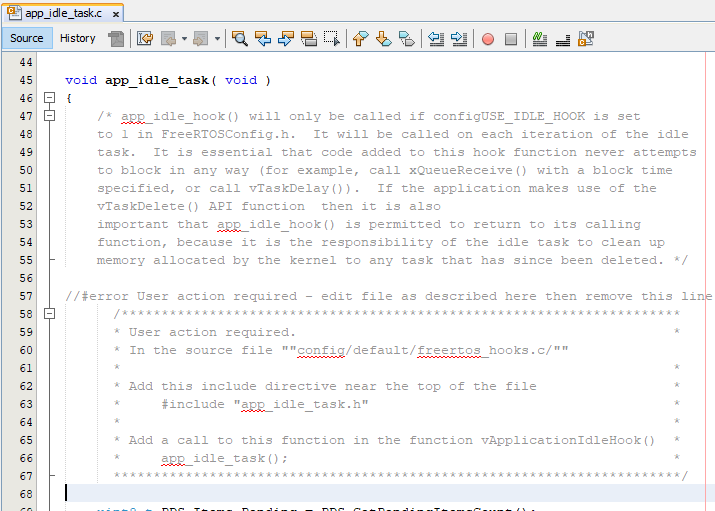 app_idle_task.c x
Source History
44
45 void app_idle_task( void )
46 {
47 /* app_idle_hook() will only be called if configUSE_IDLE_HOOK is set
48 to 1 in FreeRTOSConfig.h.  It will be called on each iteration of the idle
49 task.  It is essential that code added to this hook function never attempts
50 to block in any way (for example, call xQueueReceive() with a block time
51 specified, or call vTaskDelay()).  If the application makes use of the
52 vTaskDelete() API function  then it is also
53 important that app_idle_hook() is permitted to return to its calling
54 function, because it is the responsibility of the idle task to clean up
55 memory allocated by the kernel to any task that has since been deleted. */
56
57 //#error User action required - edit file as described here then remove this line
58 /**********************************************************************
59 * User action required. *
60 * In the source file ""config/default/freertos_hooks.c/""
61 * *
62 * Add this include directive near the top of the file *
63 * #include "app_idle_task.h" *
64 * *
65 * Add a call to this function in the function vApplicationIdleHook() *
66 * app_idle_task(); *
67 **********************************************************************/
68